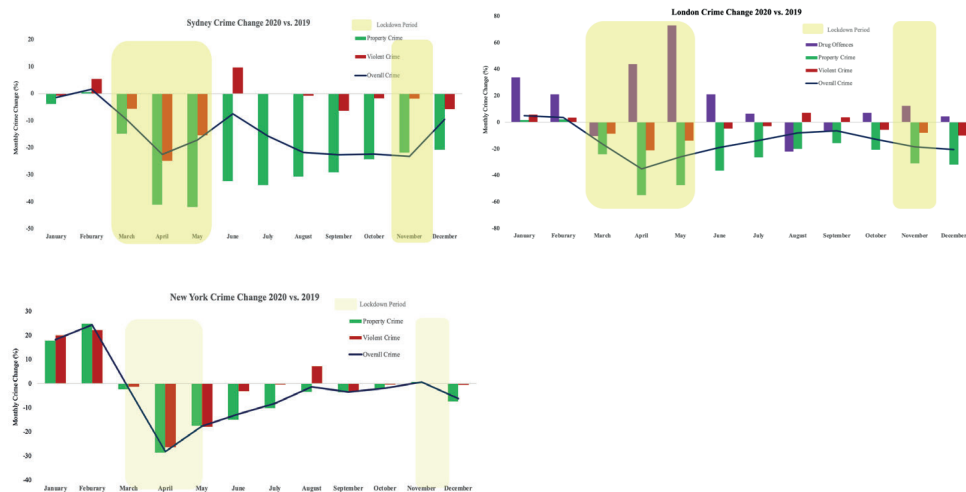 Sydney Crime Change 2020 vs. 2019
Lockdown Period
Property Crime
Violent Crime
Overall Crime
Monthly Crime Change (%)
20
10
0
-10
-20
-30
-40
-50
January Feburary March April May June July August September October November December
London Crime Change 2020 vs. 2019
Lockdown Period
Drug Offences
Property Crime
Violent Crime
Overall Crime
Monthly Crime Change (%)
80
60
40
20
0
-20
-40
-60
-80
January Feburary March April May June July August September October November December
New York Crime Change 2020 vs. 2019
Lockdown Period
Property Crime
Violent Crime
Overall Crime
Monthly Crime Change (%)
30
20
10
0
-10
-20
-30
-40
January Feburary March April May June July August September October November December